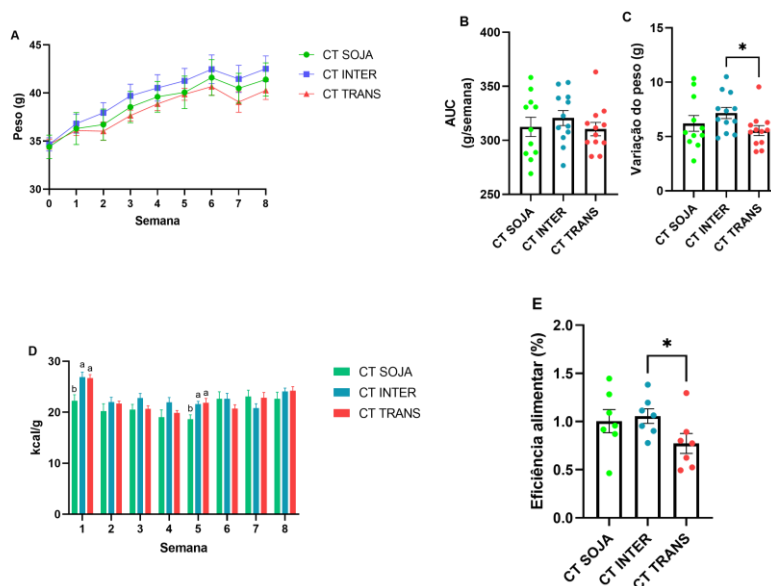 A
Peso (g)
45
40
35
30
0 1 2 3 4 5 6 7 8
Semana
CT SOJA
CT INTER
CT TRANS
B
AUC
(g/semana)
400
350
300
250
CT SOJA
CT INTER
CT TRANS
C
Variação do peso (g)
15
10
5
0
*
CT SOJA
CT INTER
CT TRANS
D
kcal/g
30
20
10
0
b a a
b a a
1 2 3 4 5 6 7 8
Semana
CT SOJA
CT INTER
CT TRANS
E
Eficiência alimentar (%)
2.0
1.5
1.0
0.5
0.0
*
CT SOJA
CT INTER
CT TRANS